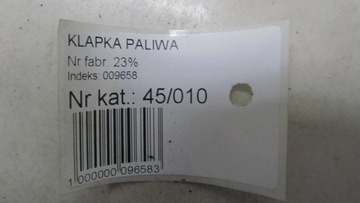 KLAPKA PALIWA
Nr fabr. 23%
Indeks: 009658
Nr kat.: 45/010
1 000000 096583